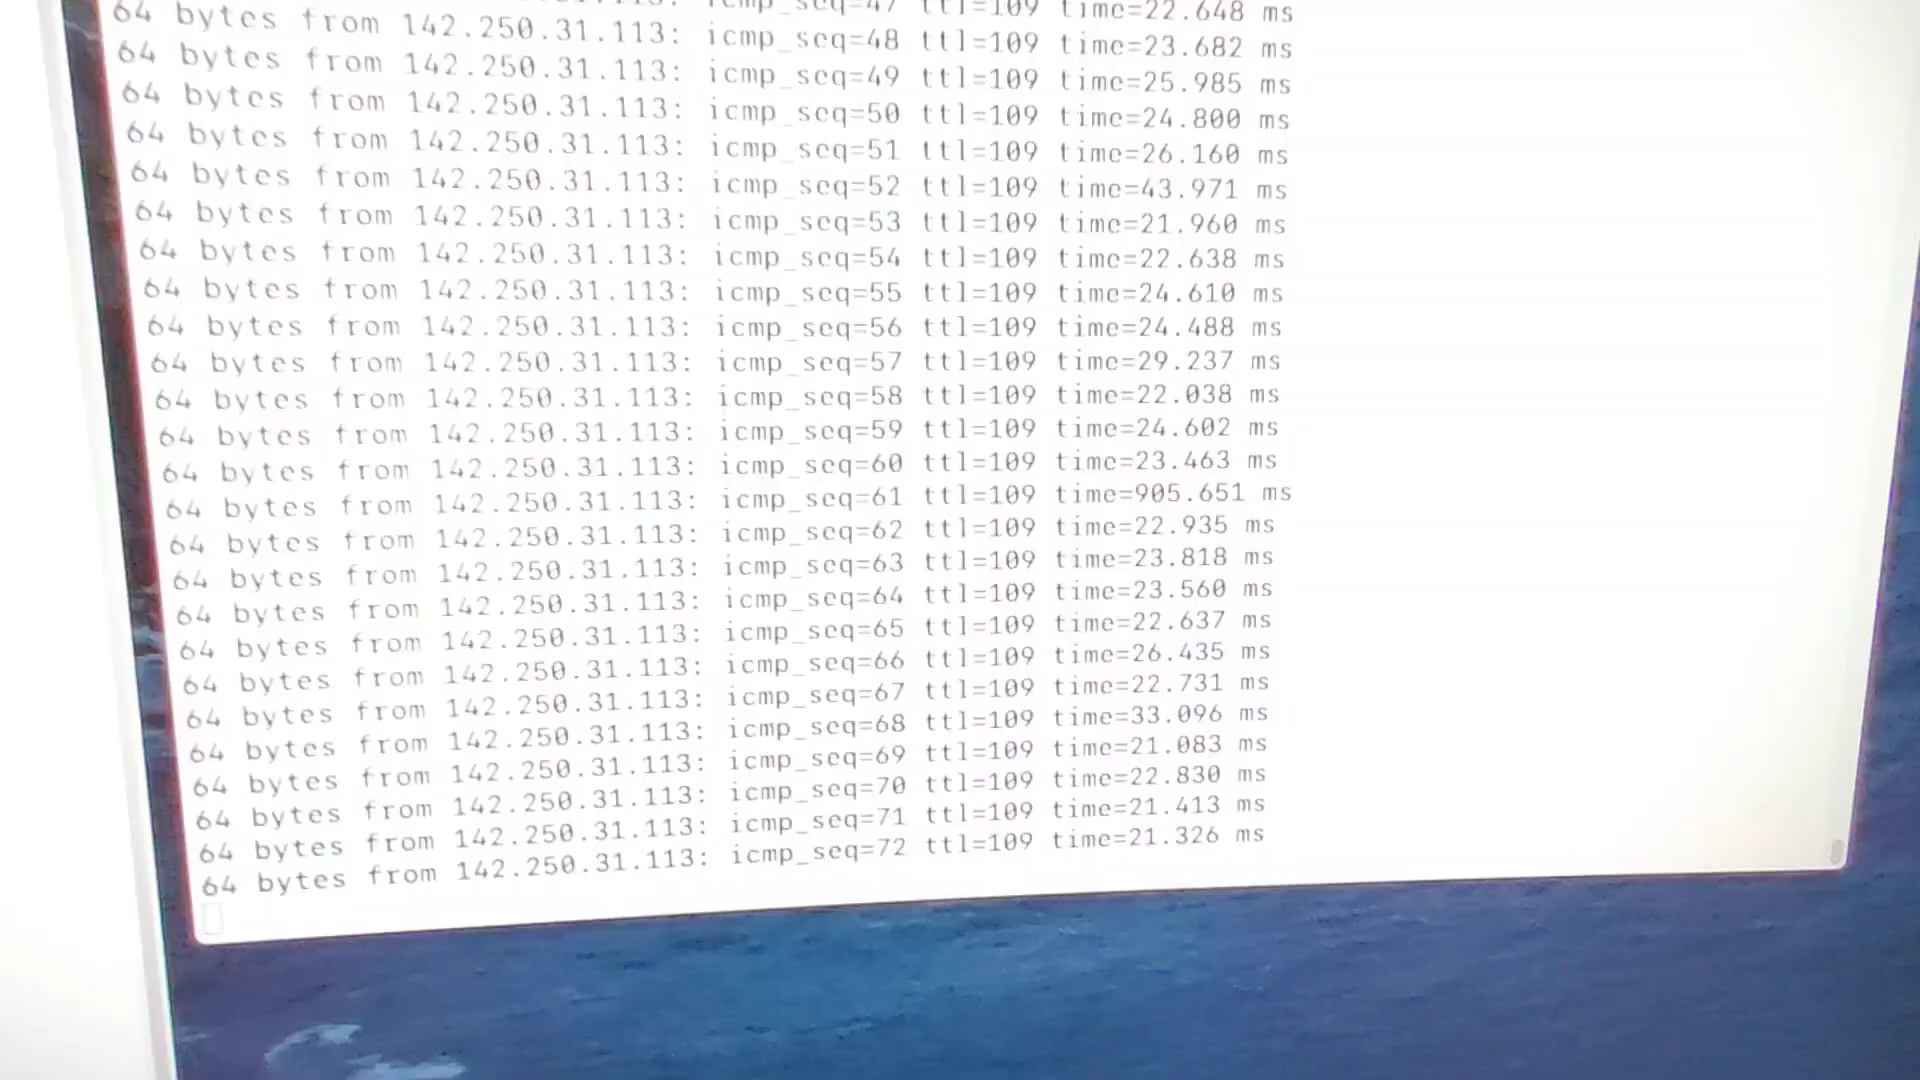 icmp_seq=47 ttl=109 time=22.648 ms
64 bytes from 142.250.31.113: icmp_seq=48 ttl=109 time=23.682 ms
64 bytes from 142.250.31.113: icmp_seq=49 ttl=109 time=25.985 ms
64 bytes from 142.250.31.113: icmp_seq=50 ttl=109 time=24.800 ms
64 bytes from 142.250.31.113: icmp_seq=51 ttl=109 time=26.160 ms
64 bytes from 142.250.31.113: icmp_seq=52 ttl=109 time=43.971 ms
64 bytes from 142.250.31.113: icmp_seq=53 ttl=109 time=21.960 ms
64 bytes from 142.250.31.113: icmp_seq=54 ttl=109 time=22.638 ms
64 bytes from 142.250.31.113: icmp_seq=55 ttl=109 time=24.610 ms
64 bytes from 142.250.31.113: icmp_seq=56 ttl=109 time=24.488 ms
64 bytes from 142.250.31.113: icmp_seq=57 ttl=109 time=29.237 ms
64 bytes from 142.250.31.113: icmp_seq=58 ttl=109 time=22.038 ms
64 bytes from 142.250.31.113: icmp_seq=59 ttl=109 time=24.602 ms
64 bytes from 142.250.31.113: icmp_seq=60 ttl=109 time=23.463 ms
64 bytes from 142.250.31.113: icmp_seq=61 ttl=109 time=905.651 ms
64 bytes from 142.250.31.113: icmp_seq=62 ttl=109 time=22.935 ms
64 bytes from 142.250.31.113: icmp_seq=63 ttl=109 time=23.818 ms
64 bytes from 142.250.31.113: icmp_seq=64 ttl=109 time=23.560 ms
64 bytes from 142.250.31.113: icmp_seq=65 ttl=109 time=22.637 ms
64 bytes from 142.250.31.113: icmp_seq=66 ttl=109 time=26.435 ms
64 bytes from 142.250.31.113: icmp_seq=67 ttl=109 time=22.731 ms
64 bytes from 142.250.31.113: icmp_seq=68 ttl=109 time=33.096 ms
64 bytes from 142.250.31.113: icmp_seq=69 ttl=109 time=21.083 ms
64 bytes from 142.250.31.113: icmp_seq=70 ttl=109 time=22.830 ms
64 bytes from 142.250.31.113: icmp_seq=71 ttl=109 time=21.413 ms
64 bytes from 142.250.31.113: icmp_seq=72 ttl=109 time=21.326 ms